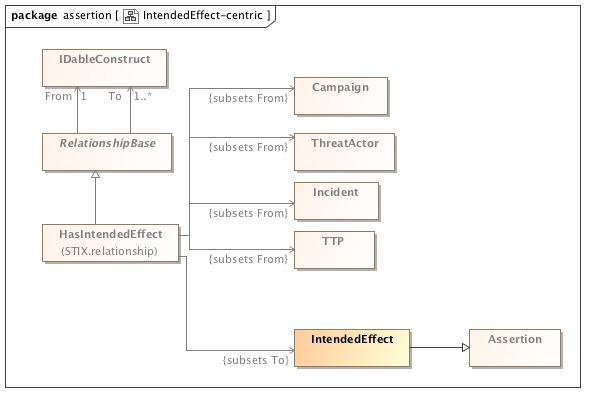 package assertion [ IntendedEffect-centric ]
IDableConstruct
From 1 To 1..*
RelationshipBase
HasIntendedEffect
(STIX.relationship)
Campaign
{subsets From}
ThreatActor
{subsets From}
Incident
{subsets From}
TTP
{subsets From}
IntendedEffect
{subsets To}
Assertion